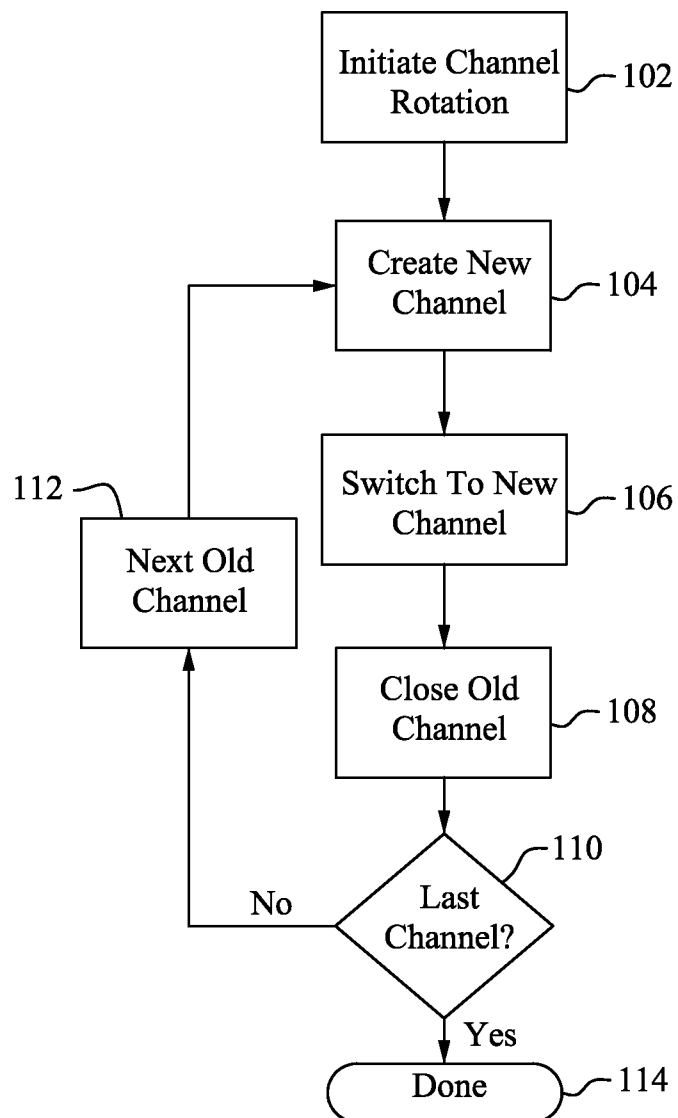 Initiate Channel
Rotation
102
Create New
Channel
104
Switch To New
Channel
106
112
Next Old
Channel
Close Old
Channel
108
110
Last
Channel?
No
Yes
Done
114